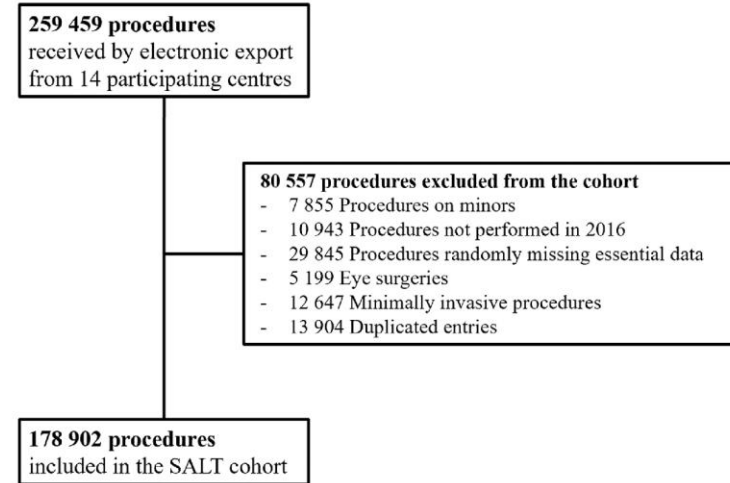 259 459 procedures
received by electronic export
from 14 participating centres
80 557 procedures excluded from the cohort
- 7 855 Procedures on minors
- 10 943 Procedures not performed in 2016
- 29 845 Procedures randomly missing essential data
- 5 199 Eye surgeries
- 12 647 Minimally invasive procedures
- 13 904 Duplicated entries
178 902 procedures
included in the SALT cohort